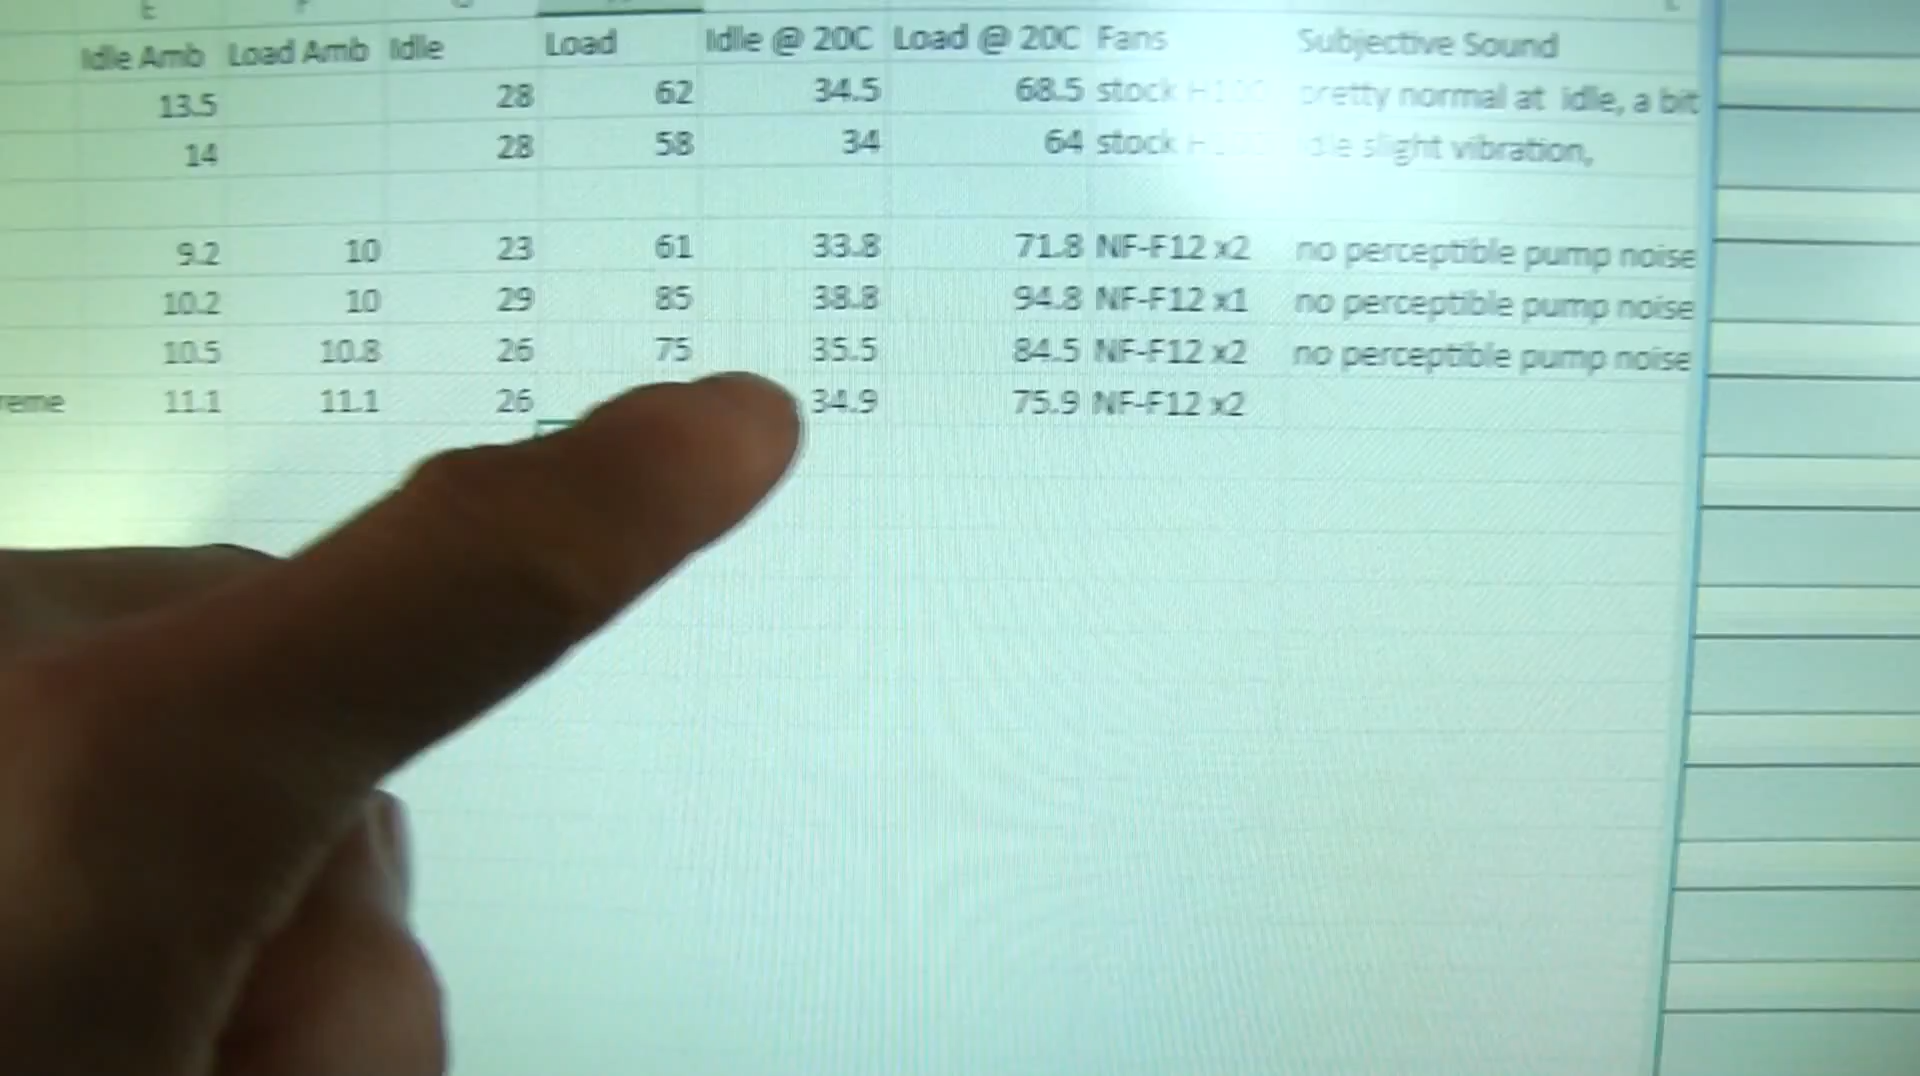 E F G L
Idle Amb Load Amb Idle Load Idle @ 20C Load @ 20C Fans Subjective Sound
13.5 28 62 34.5 68.5 stock H100 pretty normal at idle, a bit
14 28 58 34 64 stock slight vibration,
9.2 10 23 61 33.8 71.8 NF-F12 x2 no perceptible pump noise
10.2 10 29 85 38.8 94.8 NF-F12 x1 no perceptible pump noise
10.5 10.8 26 75 35.5 84.5 NF-F12 x2 no perceptible pump noise
reme 11.1 11.1 26 34.9 75.9 NF-F12 x2